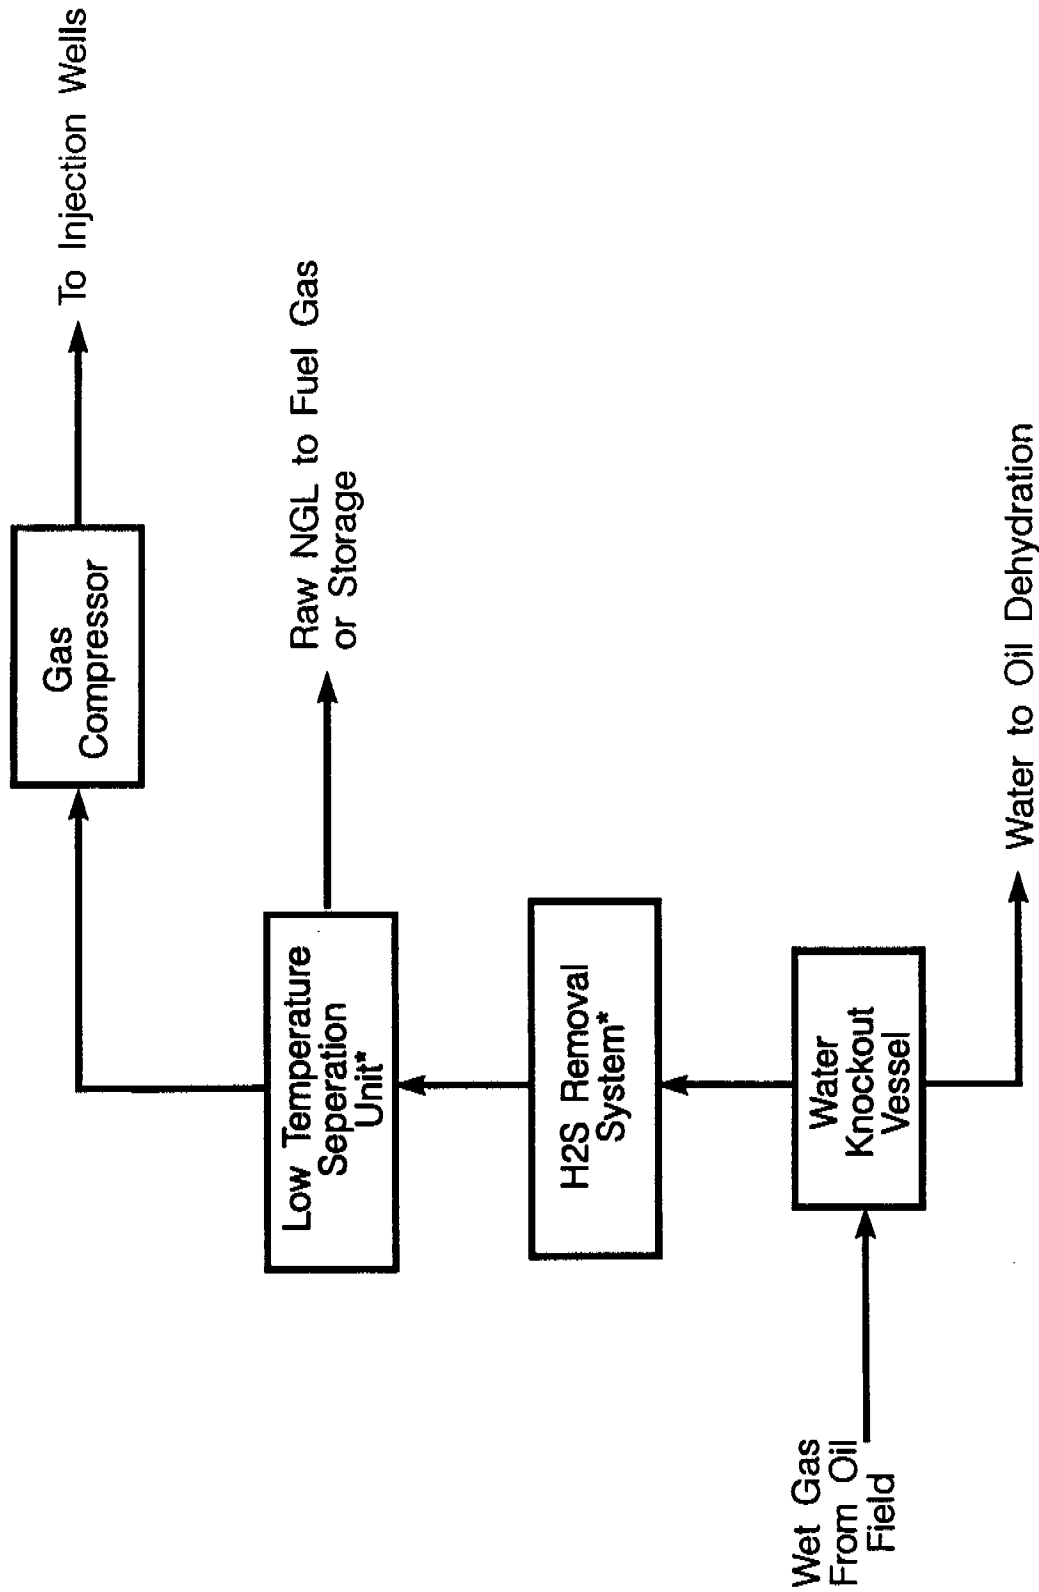 Wet Gas
From Oil
Field
Water
Knockout
Vessel
Water to Oil Dehydration
H2S Removal
System*
Low Temperature
Seperation
Unit*
Raw NGL to Fuel Gas
or Storage
Gas
Compressor
To Injection Wells